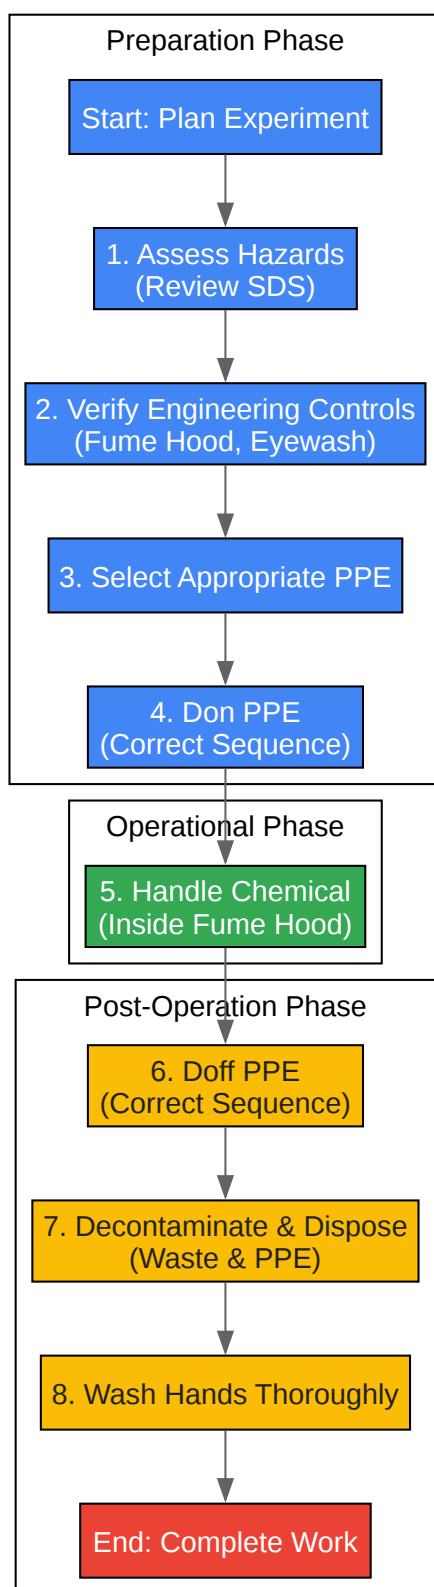 Preparation Phase
Start: Plan Experiment
1. Assess Hazards
(Review SDS)
2. Verify Engineering Controls
(Fume Hood, Eyewash)
3. Select Appropriate PPE
4. Don PPE
(Correct Sequence)
Operational Phase
5. Handle Chemical
(Inside Fume Hood)
Post-Operation Phase
6. Doff PPE
(Correct Sequence)
7. Decontaminate & Dispose
(Waste & PPE)
8. Wash Hands Thoroughly
End: Complete Work